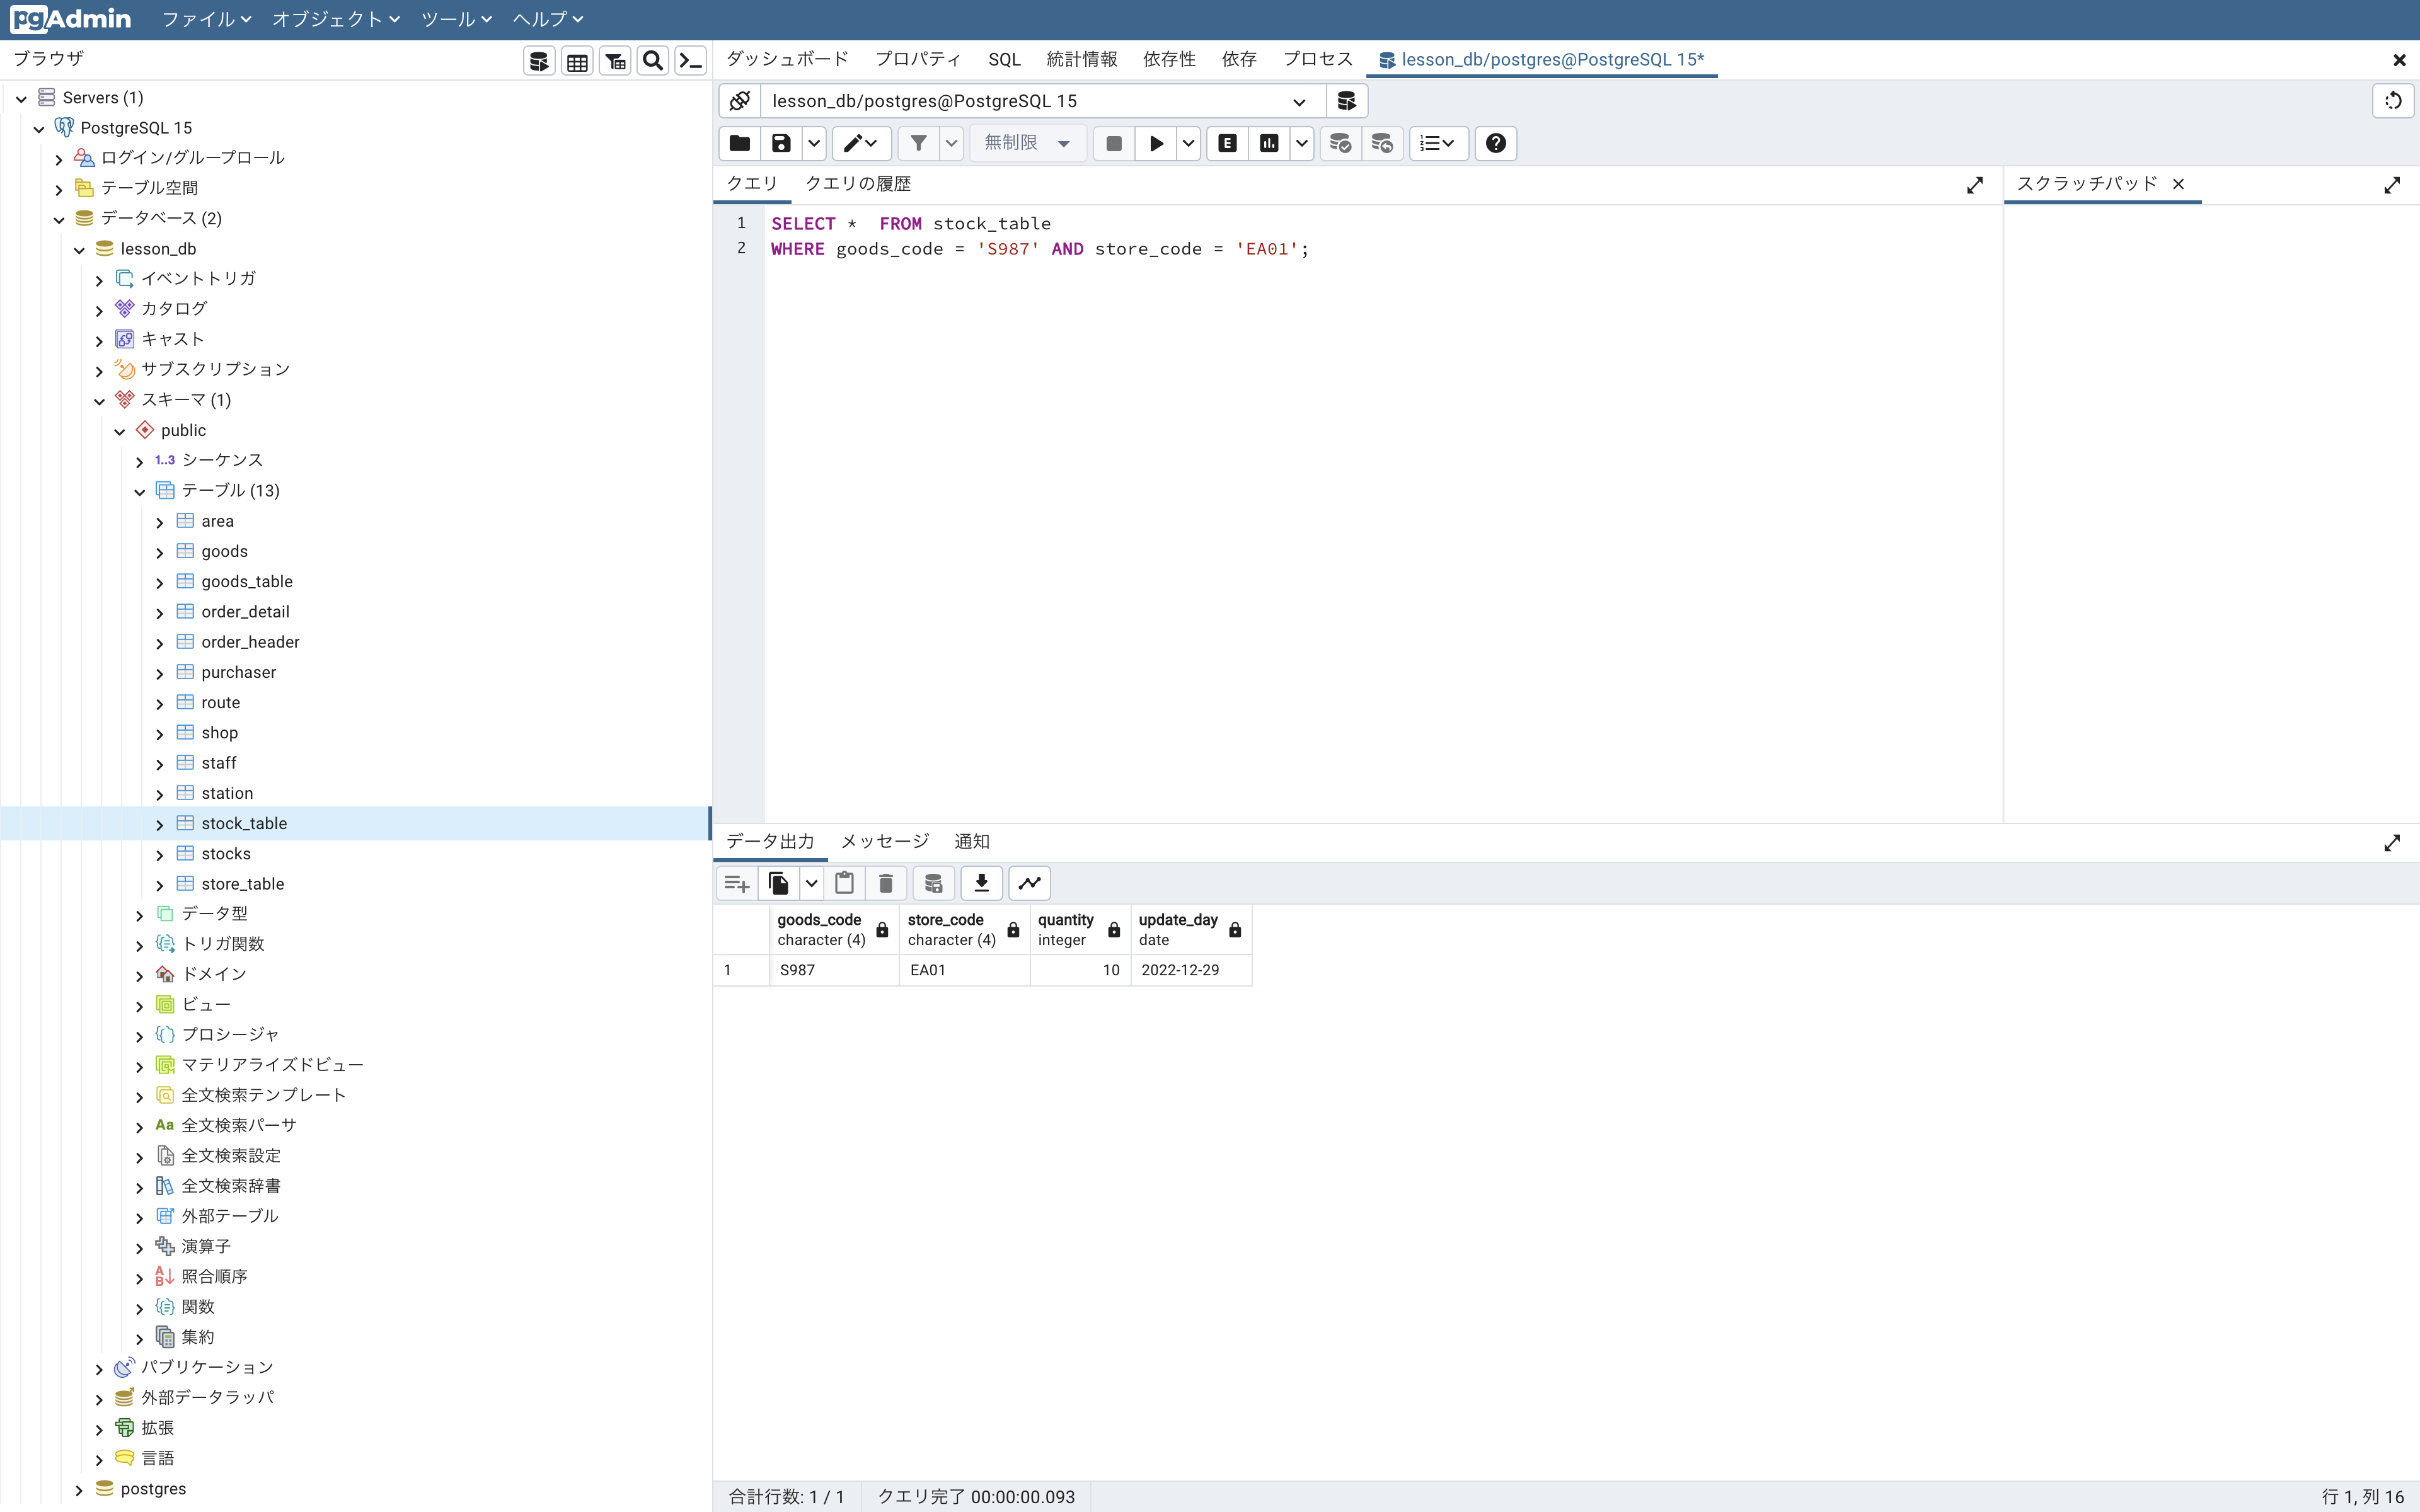 pgAdmin ファイル オブジェクト ツール ヘルプ
ブラウザ
Servers (1)
PostgreSQL 15
ログイン/グループロール
テーブル空間
データベース (2)
lesson_db
イベントトリガ
カタログ
キャスト
サブスクリプション
スキーマ (1)
public
1..3 シーケンス
テーブル (13)
area
goods
goods_table
order_detail
order_header
purchaser
route
shop
staff
station
stock_table
stocks
store_table
データ型
トリガ関数
ドメイン
ビュー
プロシージャ
マテリアライズドビュー
全文検索テンプレート
Aa 全文検索パーサ
全文検索設定
全文検索辞書
外部テーブル
演算子
照合順序
関数
集約
パブリケーション
外部データラッパ
拡張
言語
postgres
ダッシュボード プロパティ SQL 統計情報 依存性 依存 プロセス lesson_db/postgres@PostgreSQL 15*
lesson_db/postgres@PostgreSQL 15
無制限 E
クエリ クエリの履歴 スクラッチパッド
1 SELECT *  FROM stock_table
2 WHERE goods_code = 'S987' AND store_code = 'EA01';
データ出力 メッセージ 通知
goods_code store_code quantity update_day
character (4) character (4) integer date
1 S987 EA01 10 2022-12-29
合計行数: 1 / 1 クエリ完了 00:00:00.093 行 1, 列 16